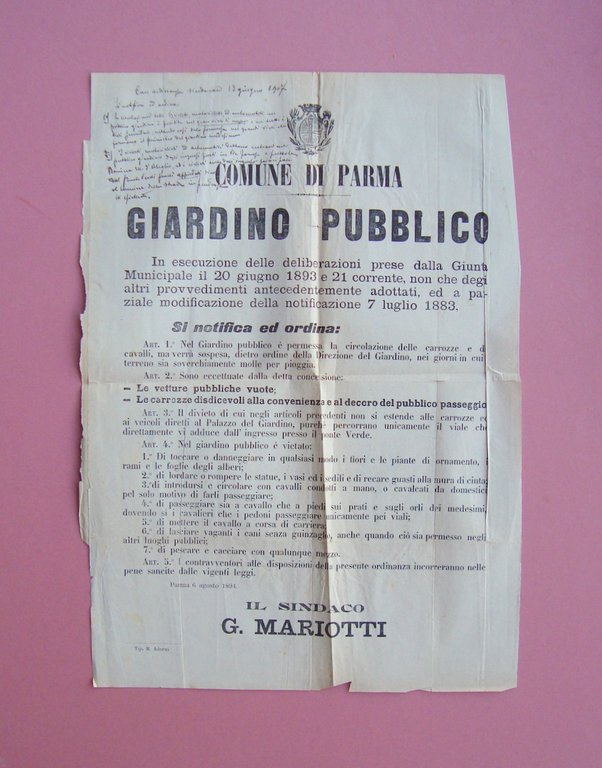 13 giugno 1907
COMUNE DI PARMA
GIARDINO PUBBLICO
In esecuzione delle deliberazioni prese dalla Giunta
Municipale il 20 giugno 1893 e 21 corrente, non che degli
altri provvedimenti antecedentemente adottati, ed a pa-
ziale modificazione della notificazione 7 luglio 1883.
Si notifica ed ordina:
ART. 1.° Nel Giardino pubblico é permessa la circolazione delle carrozze e d
cavalli, ma verrà sospesa, dietro ordine della Direzione del Giardino, nei giorni in cui
terreno sia soverchiamente molle per pioggia.
ART. 2.° Sono eccettuate dalla detta concessione:
– Le vetture pubbliche vuote;
– Le carrozze disdicevoli alla convenienza e al decoro del pubblico passeggio
ART. 3.° Il divieto di cui negli articoli precedenti non si estende alle carrozze ed
ai veicoli diretti al Palazzo del Giardino, purchè percorrano unicamente il viale che
direttamente vi adduce dall' ingresso presso il ponte Verde.
ART. 4.° Nel giardino pubblico é vietato:
1.° Di toccare o danneggiare in qualsiasi modo i fiori e le piante di ornamento, i
rami e le foglie degli alberi;
2.° di lordare o rompere le statue, i vasi ed i sedili e di recare guasti alla mura di cinta;
3.° di introdursi e circolare con cavalli condotti a mano, o cavalcati da domestici
pel solo motivo di farli passeggiare;
4.° di passeggiare sia a cavallo che a piedi sui prati e sugli orli dei medesimi,
dovendo si i cavalieri che i pedoni passeggiare unicamente pei viali;
5.° di mettere il cavallo a corsa di carriera;
6.° di lasciare vaganti i cani senza guinzaglio, anche quando ciò sia permesso negli
altri luoghi pubblici;
7.° di pescare e cacciare con qualunque mezzo.
ART. 5.° I contravventori alle disposizioni della presente ordinanza incorreranno nelle
pene sancite dalle vigenti leggi.
Parma 6 agosto 1894.
IL SINDACO
G. MARIOTTI